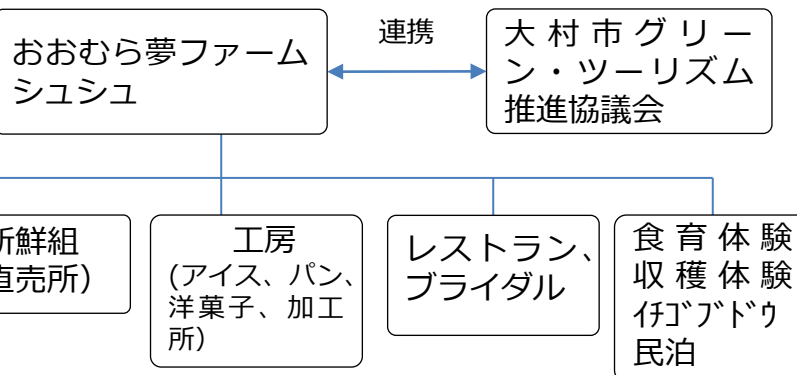 おおむら夢ファーム
シュシュ
連携
大村市グリー
ン・ツーリズム
推進協議会
新鮮組
直売所）
工房
(アイス、パン、
洋菓子、加工
所）
レストラン、
ブライダル
食育体験
収穫体験
ｲﾁｺﾞﾌﾞﾄﾞｳ
民泊